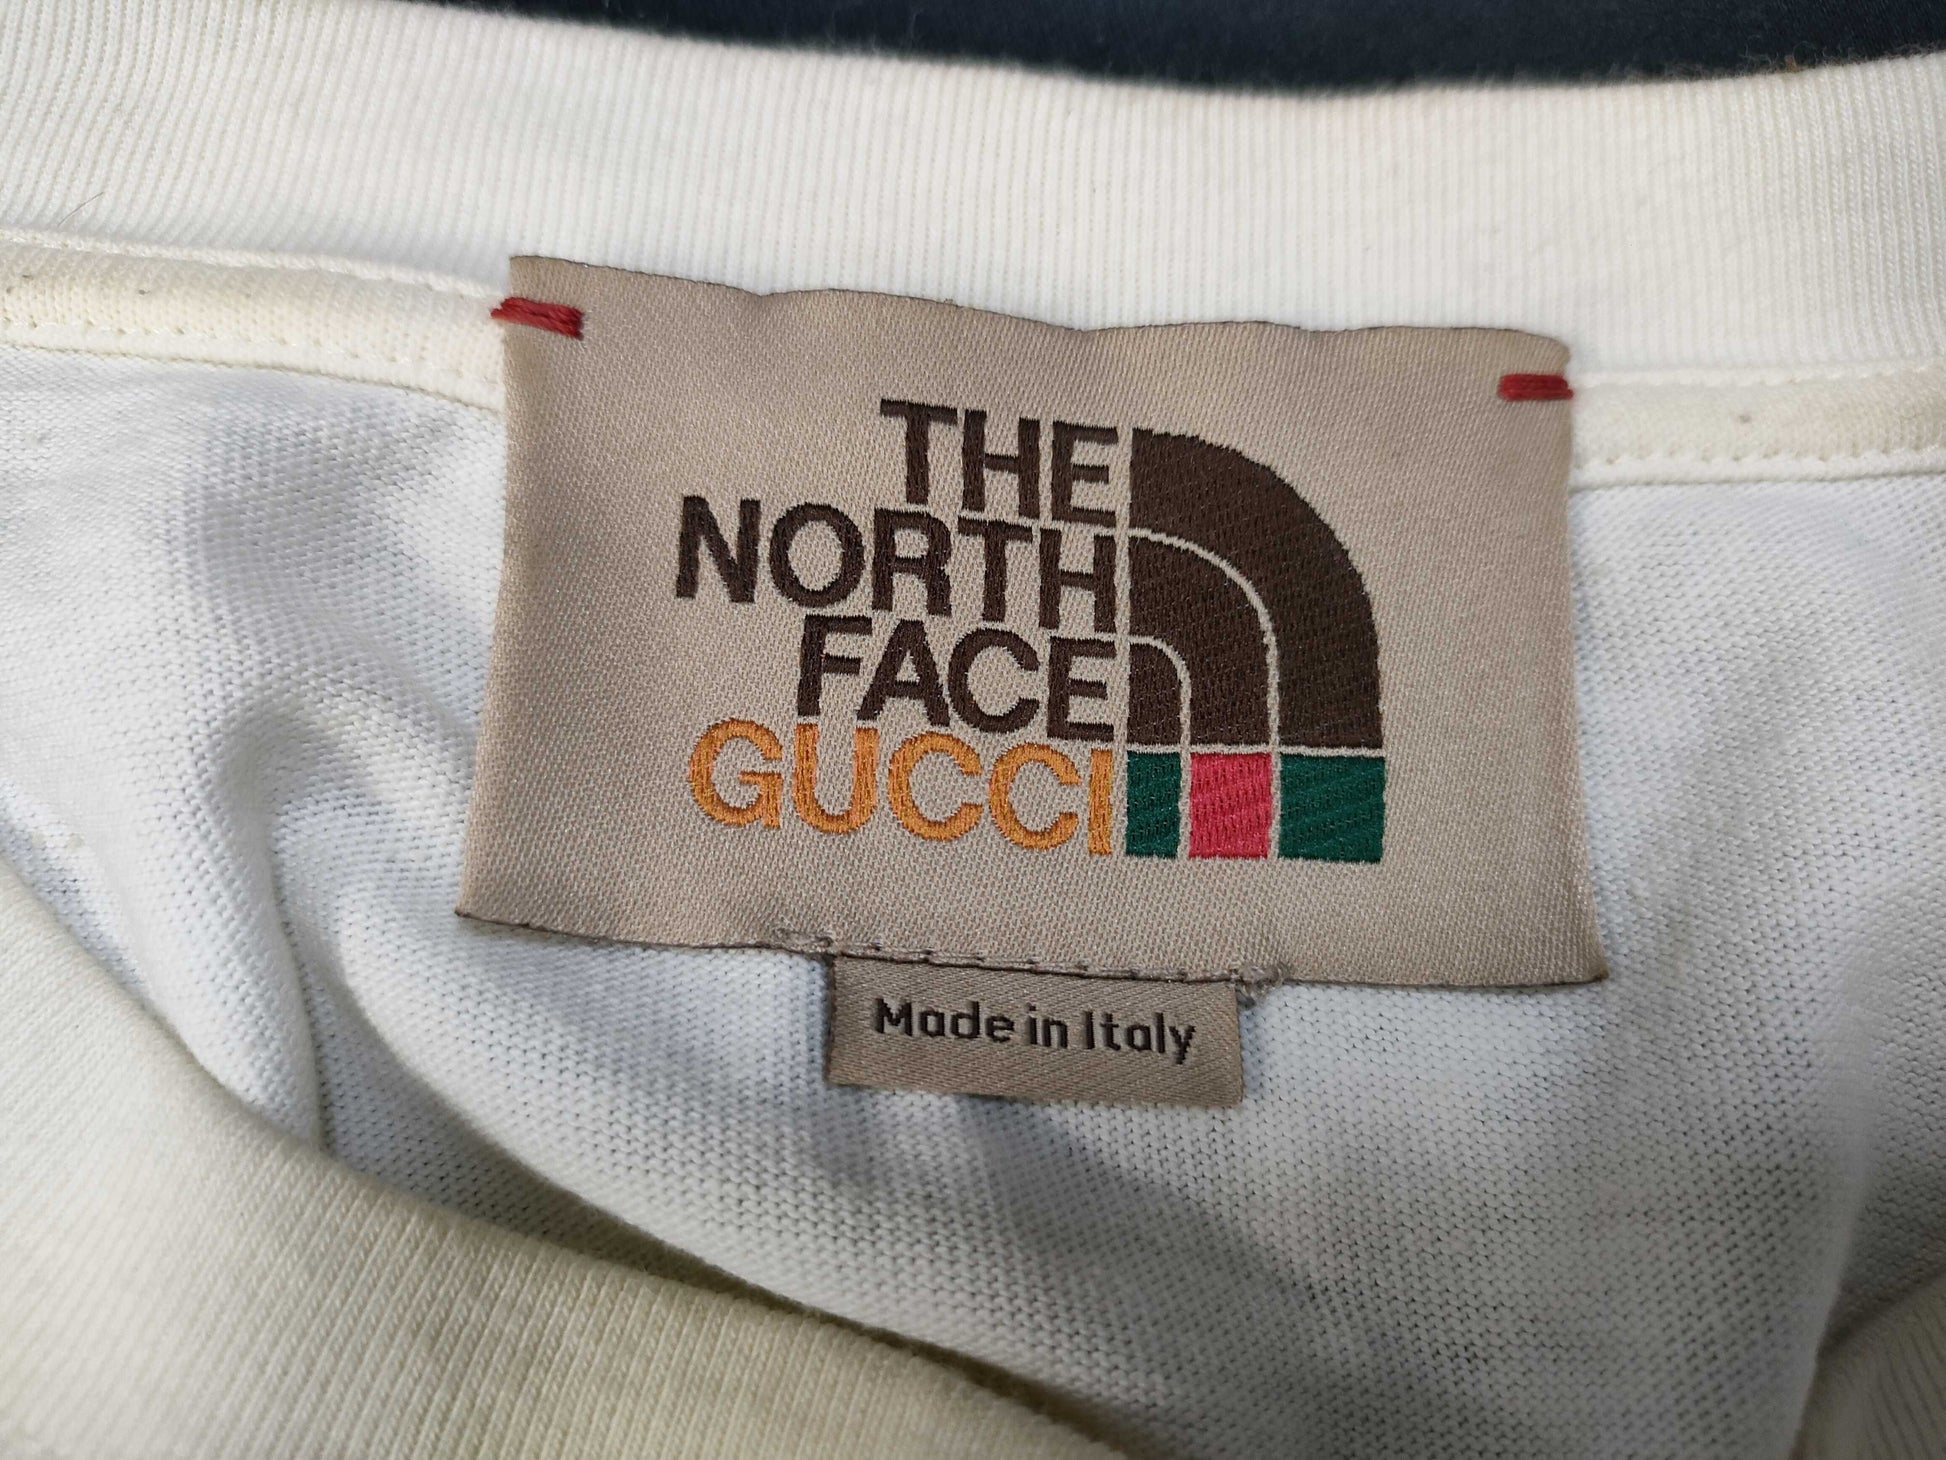 THE
NORTH
FACE
GUCCI
Made in Italy